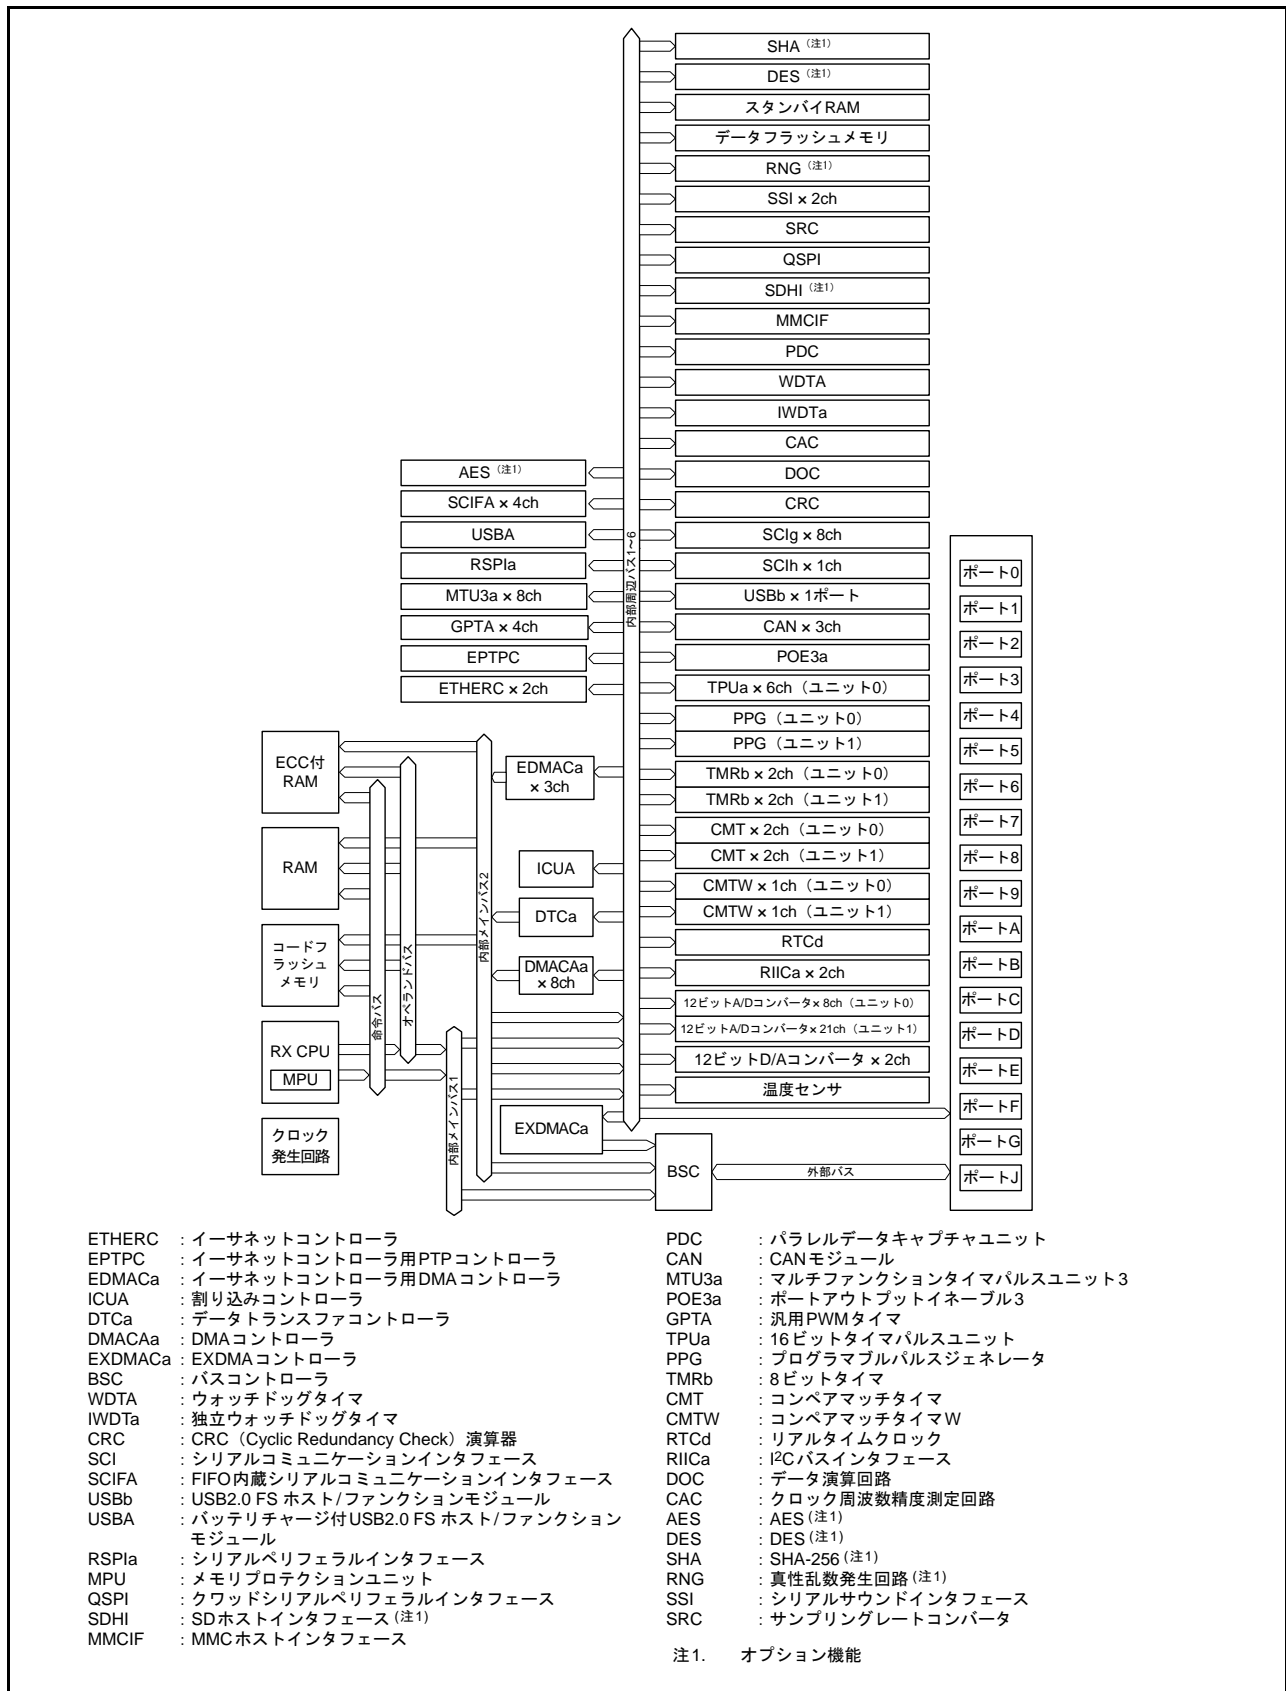 SHA (注1)
DES (注1)
スタンバイRAM
データフラッシュメモリ
RNG (注1)
SSI × 2ch
SRC
QSPI
SDHI (注1)
MMCIF
PDC
WDTA
IWDTa
CAC
DOC
CRC
SCIg × 8ch
SCIh × 1ch
USBb × 1ポート
CAN × 3ch
POE3a
TPUa × 6ch（ユニット0）
PPG（ユニット0）
PPG（ユニット1）
TMRb × 2ch（ユニット0）
TMRb × 2ch（ユニット1）
CMT × 2ch（ユニット0）
CMT × 2ch（ユニット1）
CMTW × 1ch（ユニット0）
CMTW × 1ch（ユニット1）
RTCd
RIICa × 2ch
12ビットA/Dコンバータ× 8ch（ユニット0）
12ビットA/Dコンバータ× 21ch（ユニット1）
12ビットD/Aコンバータ × 2ch
温度センサ
内部周辺バス1~6
AES (注1)
SCIFA × 4ch
USBA
RSPIa
MTU3a × 8ch
GPTA × 4ch
EPTPC
ETHERC × 2ch
EDMACa
× 3ch
ICUA
DTCa
DMACAa
× 8ch
EXDMACa
BSC
外部バス
内部メインバス2
内部メインバス1
オペランドバス
命令バス
ECC付
RAM
RAM
コードフ
ラッシュ
メモリ
RX CPU
MPU
クロック
発生回路
ポート0
ポート1
ポート2
ポート3
ポート4
ポート5
ポート6
ポート7
ポート8
ポート9
ポートA
ポートB
ポートC
ポートD
ポートE
ポートF
ポートG
ポートJ
ETHERC : イーサネットコントローラ
EPTPC : イーサネットコントローラ用PTPコントローラ
EDMACa : イーサネットコントローラ用DMAコントローラ
ICUA : 割り込みコントローラ
DTCa : データトランスファコントローラ
DMACAa : DMAコントローラ
EXDMACa : EXDMAコントローラ
BSC : バスコントローラ
WDTA : ウォッチドッグタイマ
IWDTa : 独立ウォッチドッグタイマ
CRC : CRC（Cyclic Redundancy Check）演算器
SCI : シリアルコミュニケーションインタフェース
SCIFA : FIFO内蔵シリアルコミュニケーションインタフェース
USBb : USB2.0 FS ホスト/ファンクションモジュール
USBA : バッテリチャージ付USB2.0 FS ホスト/ファンクション
モジュール
RSPIa : シリアルペリフェラルインタフェース
MPU : メモリプロテクションユニット
QSPI : クワッドシリアルペリフェラルインタフェース
SDHI : SDホストインタフェース(注1)
MMCIF : MMCホストインタフェース
PDC : パラレルデータキャプチャユニット
CAN : CANモジュール
MTU3a : マルチファンクションタイマパルスユニット3
POE3a : ポートアウトプットイネーブル3
GPTA : 汎用PWMタイマ
TPUa : 16ビットタイマパルスユニット
PPG : プログラマブルパルスジェネレータ
TMRb : 8ビットタイマ
CMT : コンペアマッチタイマ
CMTW : コンペアマッチタイマW
RTCd : リアルタイムクロック
RIICa : I²Cバスインタフェース
DOC : データ演算回路
CAC : クロック周波数精度測定回路
AES : AES(注1)
DES : DES(注1)
SHA : SHA-256(注1)
RNG : 真性乱数発生回路(注1)
SSI : シリアルサウンドインタフェース
SRC : サンプリングレートコンバータ
注1. オプション機能